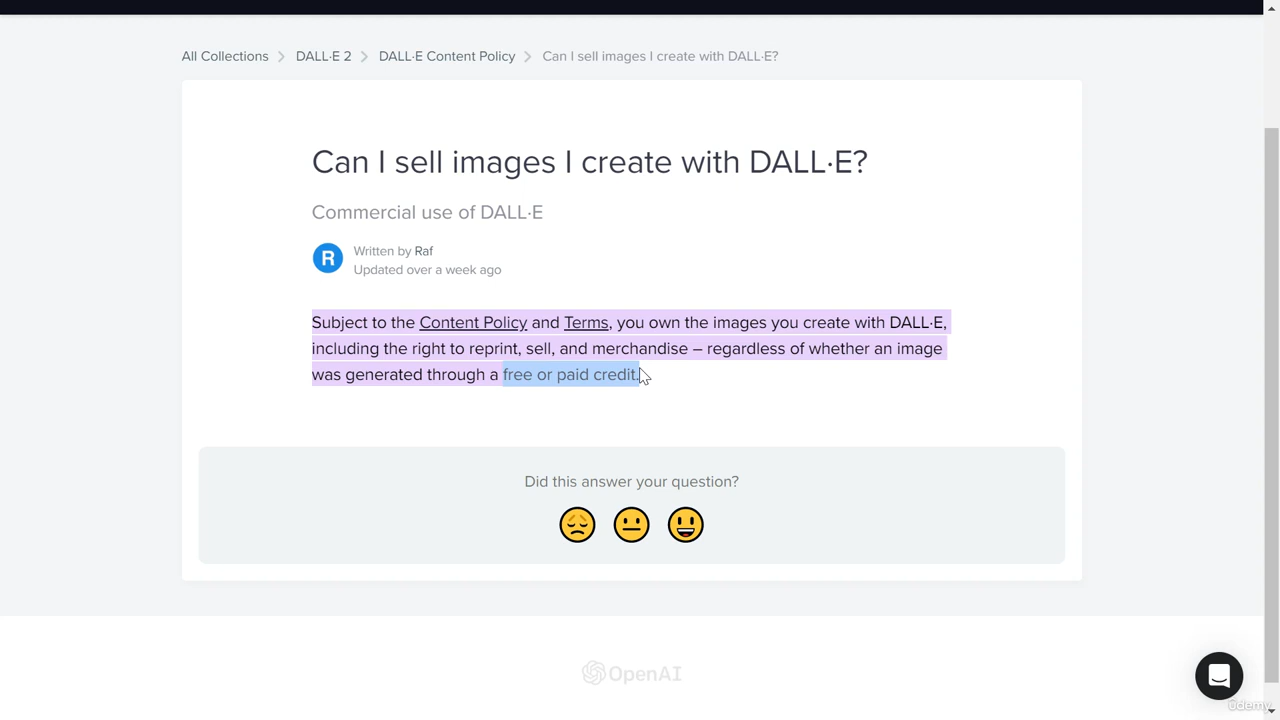 All Collections > DALL·E 2 > DALL·E Content Policy > Can I sell images I create with DALL·E?
Can I sell images I create with DALL·E?
Commercial use of DALL·E
R
Written by Raf
Updated over a week ago
Subject to the Content Policy and Terms, you own the images you create with DALL·E,
including the right to reprint, sell, and merchandise – regardless of whether an image
was generated through a free or paid credit.
Did this answer your question?
OpenAI
ûdemy